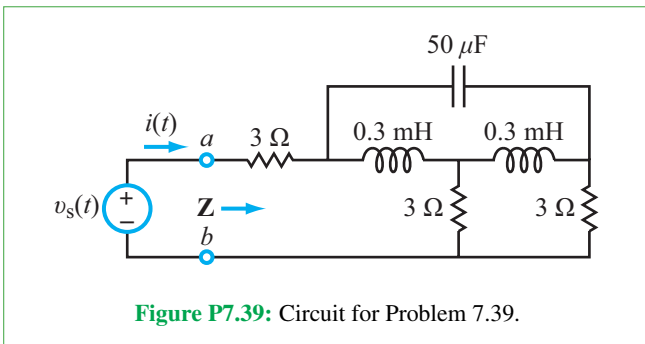 50 μF
i(t) a 3 Ω 0.3 mH 0.3 mH
υs(t) + − Z 3 Ω 3 Ω
b
Figure P7.39: Circuit for Problem 7.39.